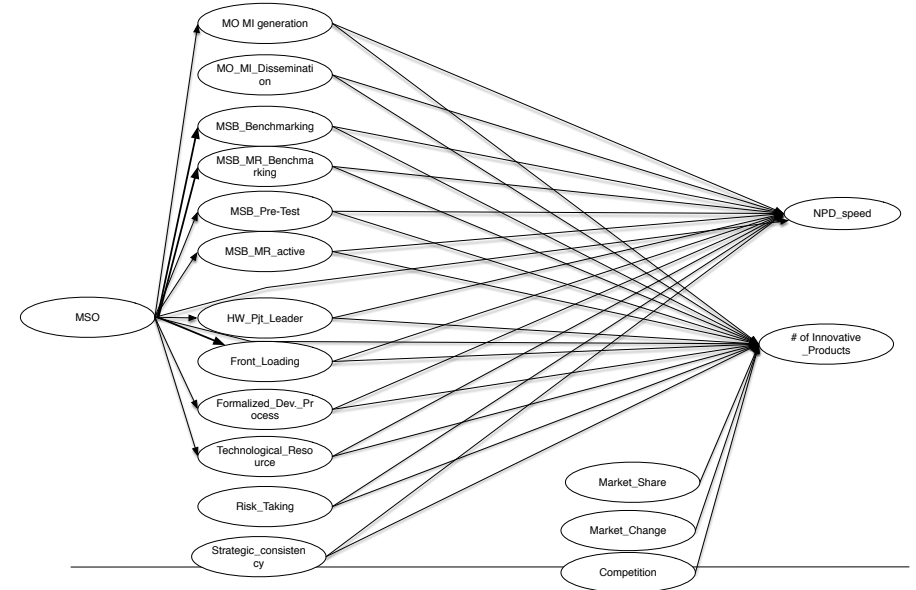 MO MI generation
MO_MI_Disseminati
on
MSB_Benchmarking
MSB_MR_Benchma
rking
MSB_Pre-Test
MSB_MR_active
NPD_speed
MSO
HW_Pjt_Leader
# of Innovative
_Products
Front_Loading
Formalized_Dev._Pr
ocess
Technological_Reso
urce
Market_Share
Risk_Taking
Market_Change
Strategic_consisten
cy
Competition